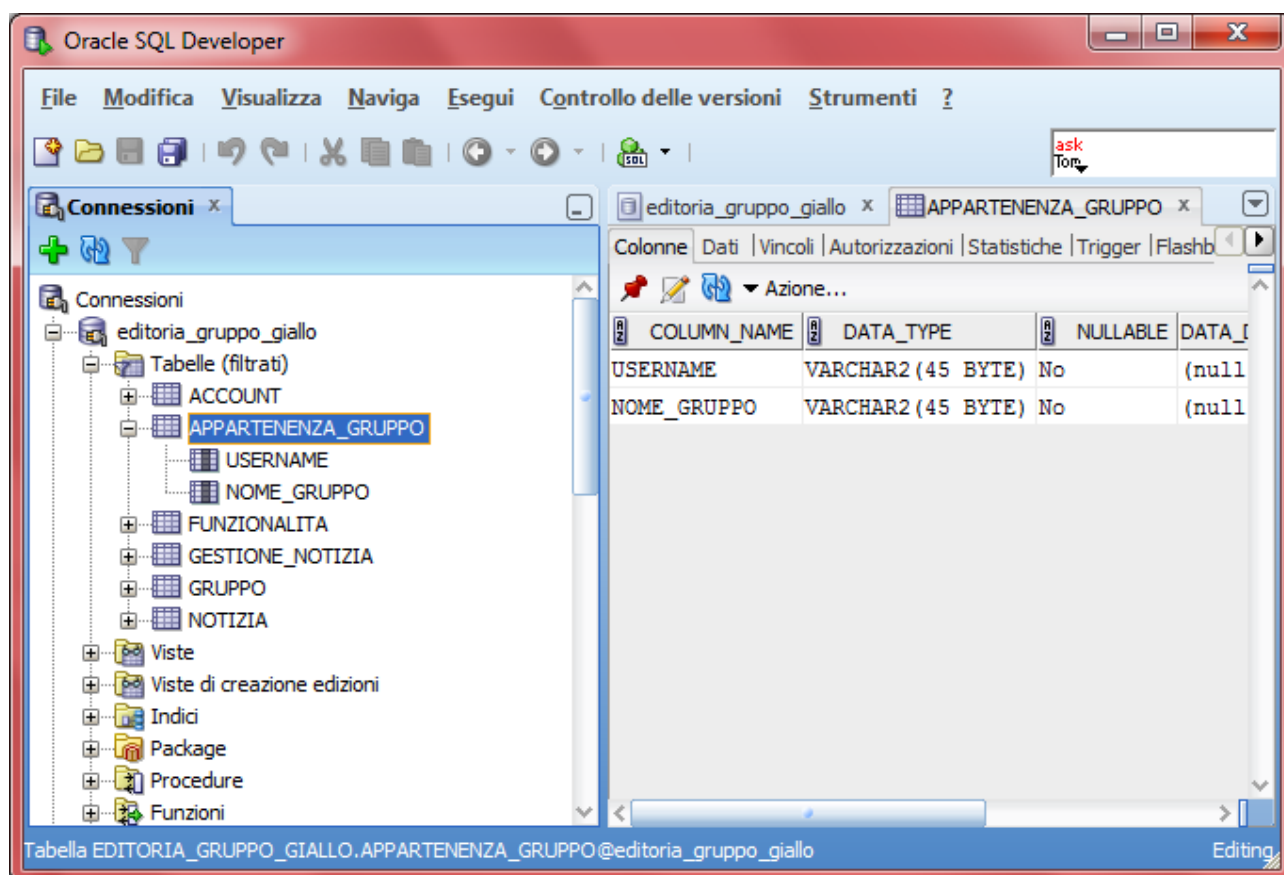 Oracle SQL Developer
File Modifica Visualizza Naviga Esegui Controllo delle versioni Strumenti ?
SQL
ask
Tom
Connessioni x
editoria_gruppo_giallo x APPARTENENZA_GRUPPO x
Colonne Dati Vincoli Autorizzazioni Statistiche Trigger Flashb
Azione...
Connessioni
editoria_gruppo_giallo
Tabelle (filtrati)
ACCOUNT
APPARTENENZA_GRUPPO
USERNAME
NOME_GRUPPO
FUNZIONALITA
GESTIONE_NOTIZIA
GRUPPO
NOTIZIA
Viste
Viste di creazione edizioni
Indici
Package
Procedure
Funzioni
COLUMN_NAME DATA_TYPE NULLABLE DATA_D
USERNAME VARCHAR2(45 BYTE) No (null
NOME_GRUPPO VARCHAR2(45 BYTE) No (null
Tabella EDITORIA_GRUPPO_GIALLO.APPARTENENZA_GRUPPO@editoria_gruppo_giallo Editing